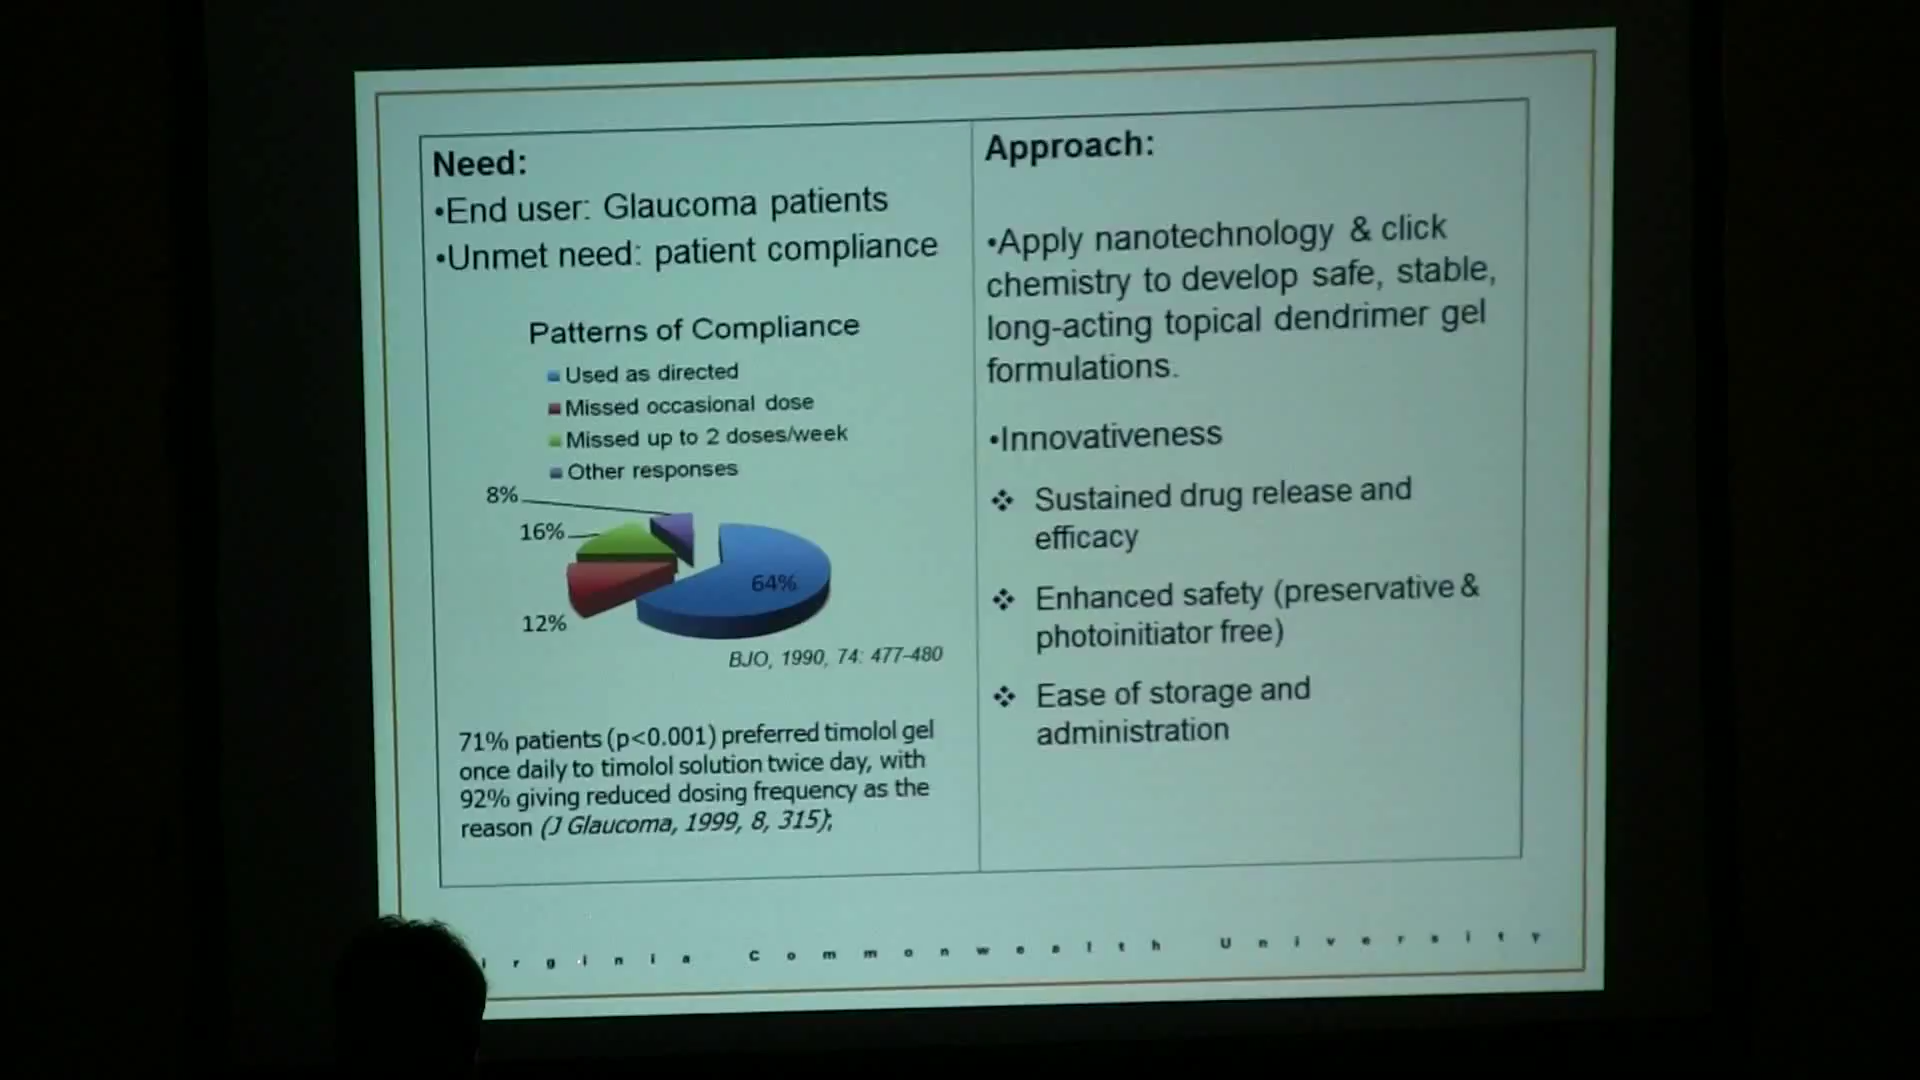 Need:
•End user: Glaucoma patients
•Unmet need: patient compliance
Patterns of Compliance
Used as directed
Missed occasional dose
Missed up to 2 doses/week
Other responses
8%
16%
64%
12%
BJO, 1990, 74: 477-480
71% patients (p<0.001) preferred timolol gel
once daily to timolol solution twice day, with
92% giving reduced dosing frequency as the
reason (J Glaucoma, 1999, 8, 315);
Approach:
•Apply nanotechnology & click
chemistry to develop safe, stable,
long-acting topical dendrimer gel
formulations.
•Innovativeness
❖ Sustained drug release and
efficacy
❖ Enhanced safety (preservative &
photoinitiator free)
❖ Ease of storage and
administration
irginia Commonwealth University